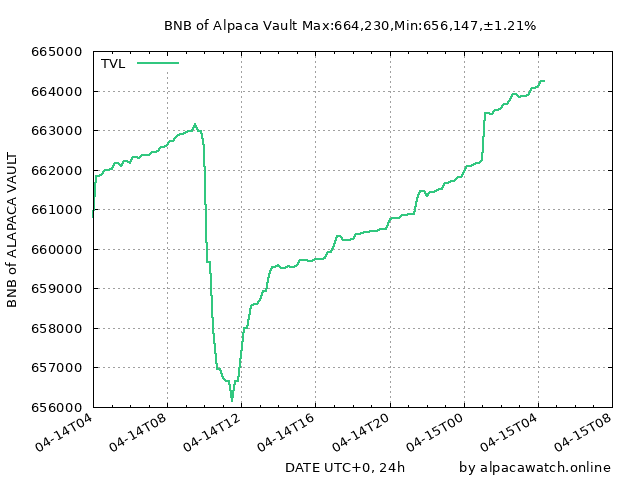 BNB of Alpaca Vault Max:664,230,Min:656,147,±1.21%
TVL
665000
664000
663000
662000
661000
660000
659000
658000
657000
656000
BNB of ALAPACA VAULT
04-14T04
04-14T08
04-14T12
04-14T16
04-14T20
04-15T00
04-15T04
04-15T08
DATE UTC+0, 24h
by alpacawatch.online